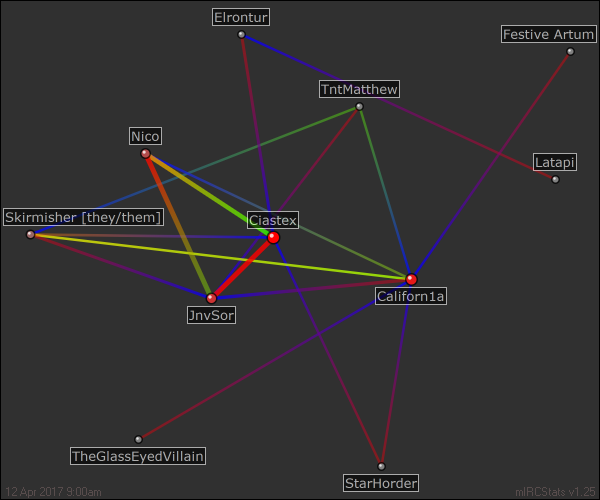 Elrontur
Festive Artum
TntMatthew
Nico
Latapi
Skirmisher [they/them]
Ciastex
Californ1a
JnvSor
TheGlassEyedVillain
StarHorder
12 Apr 2017 9:00am
mIRCStats v1.25